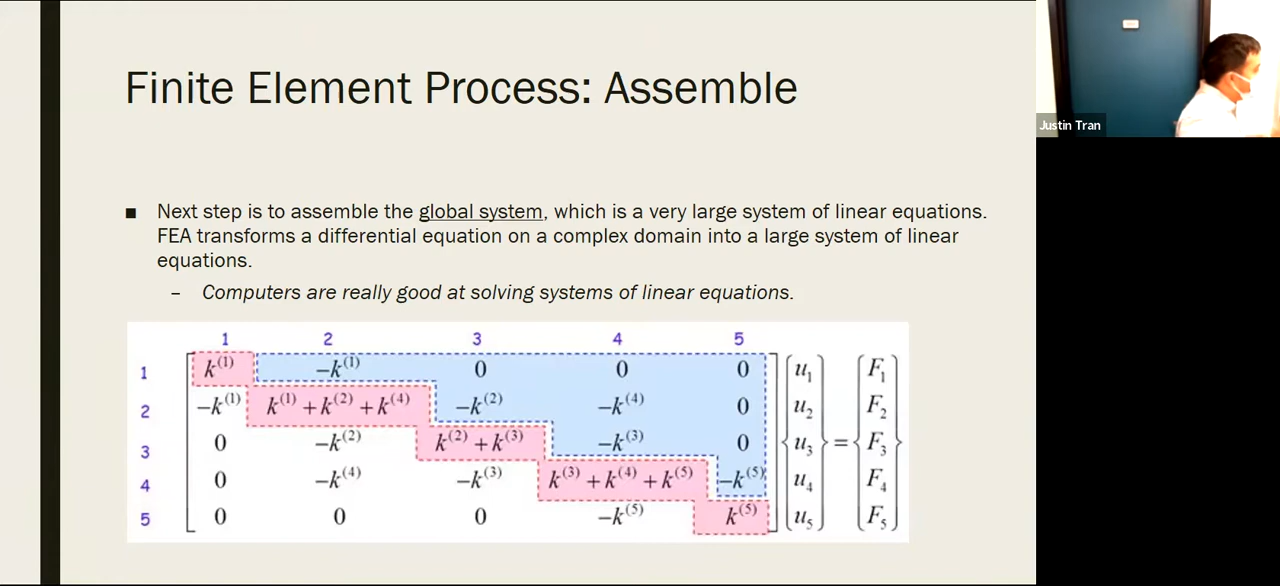 Finite Element Process: Assemble
Justin Tran
■ Next step is to assemble the global system, which is a very large system of linear equations.
FEA transforms a differential equation on a complex domain into a large system of linear
equations.
– Computers are really good at solving systems of linear equations.
1 2 3 4 5
1 k⁽¹⁾ −k⁽¹⁾ 0 0 0 u₁ F₁
2 −k⁽¹⁾ k⁽¹⁾ + k⁽²⁾ + k⁽⁴⁾ −k⁽²⁾ −k⁽⁴⁾ 0 u₂ F₂
3 0 −k⁽²⁾ k⁽²⁾ + k⁽³⁾ −k⁽³⁾ 0 u₃ = F₃
4 0 −k⁽⁴⁾ −k⁽³⁾ k⁽³⁾ + k⁽⁴⁾ + k⁽⁵⁾ −k⁽⁵⁾ u₄ F₄
5 0 0 0 −k⁽⁵⁾ k⁽⁵⁾ u₅ F₅